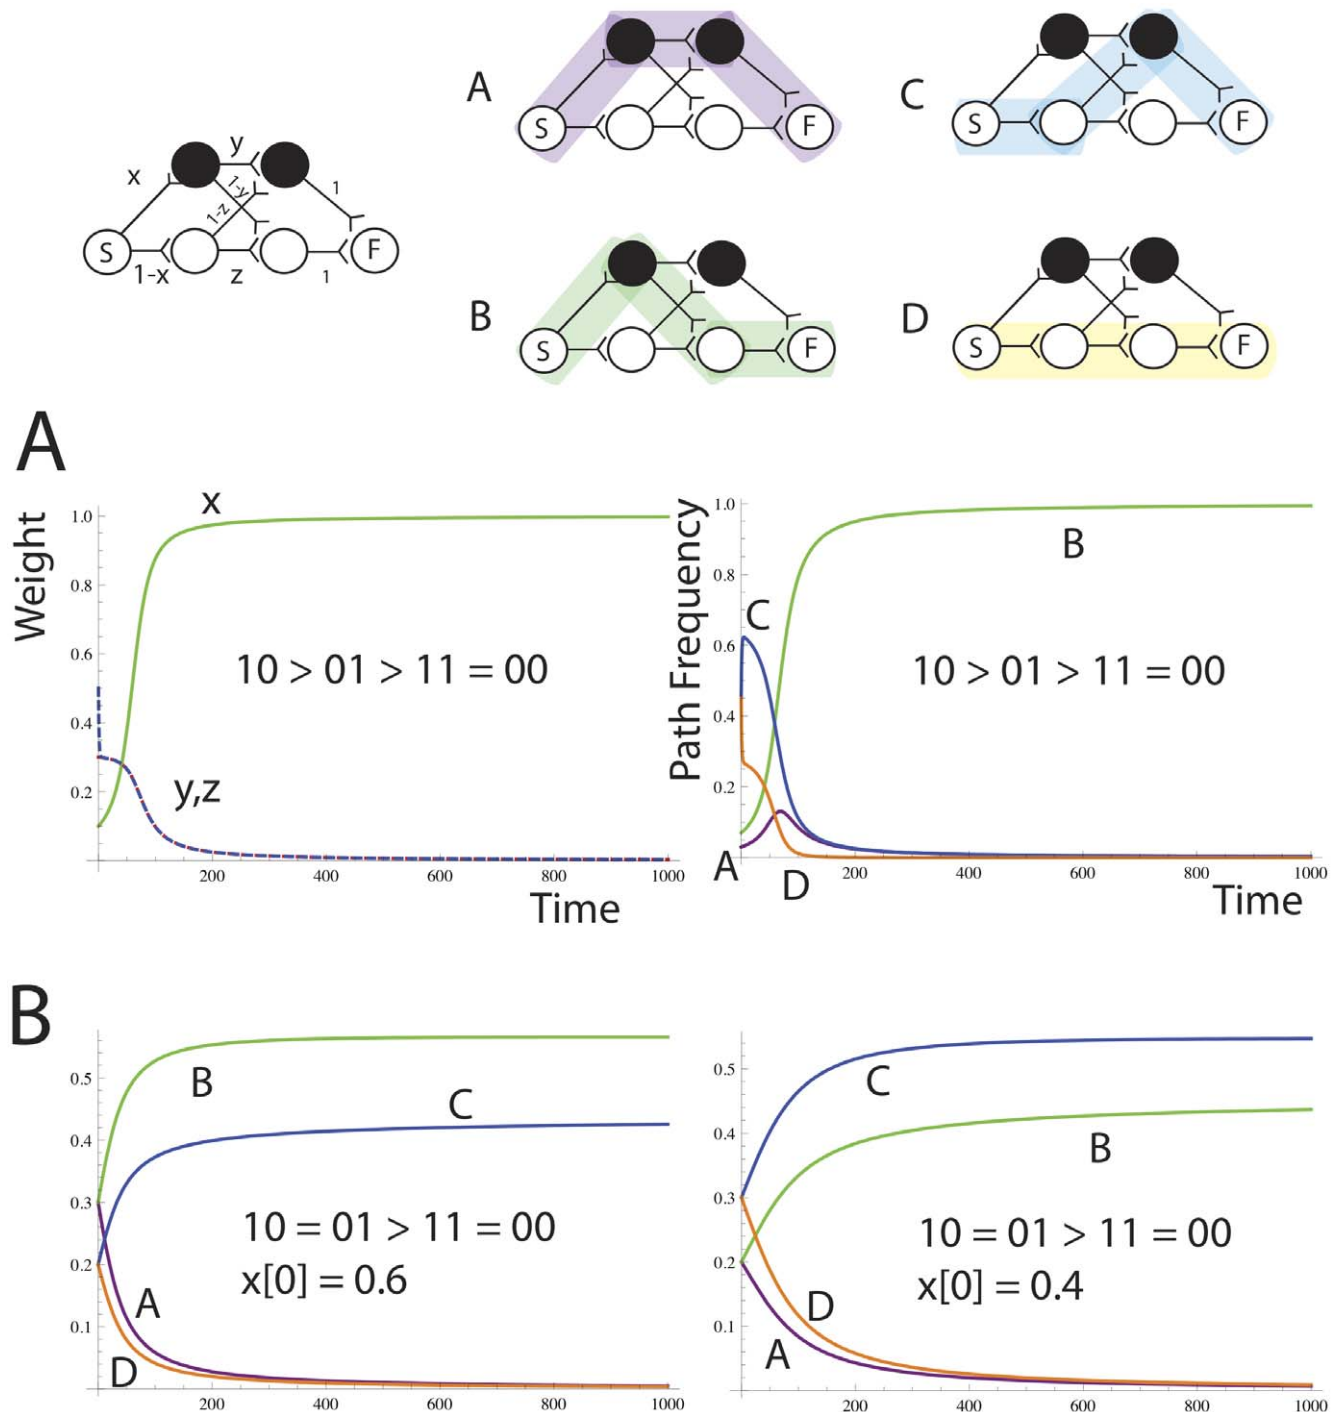 A
S
F
C
S
F
x
y
1-y
1-z
1
S
F
1-x
z
1
B
S
F
D
S
F
A
Weight
1.0
0.8
0.6
0.4
0.2
x
10 > 01 > 11 = 00
y,z
200
400
600
800
1000
Time
Path Frequency
1.0
0.8
0.6
0.4
0.2
B
C
10 > 01 > 11 = 00
A
D
200
400
600
800
1000
Time
B
0.5
0.4
0.3
0.2
0.1
B
C
10 = 01 > 11 = 00
x[0] = 0.6
A
D
200
400
600
800
1000
0.5
0.4
0.3
0.2
0.1
C
B
10 = 01 > 11 = 00
x[0] = 0.4
D
A
200
400
600
800
1000